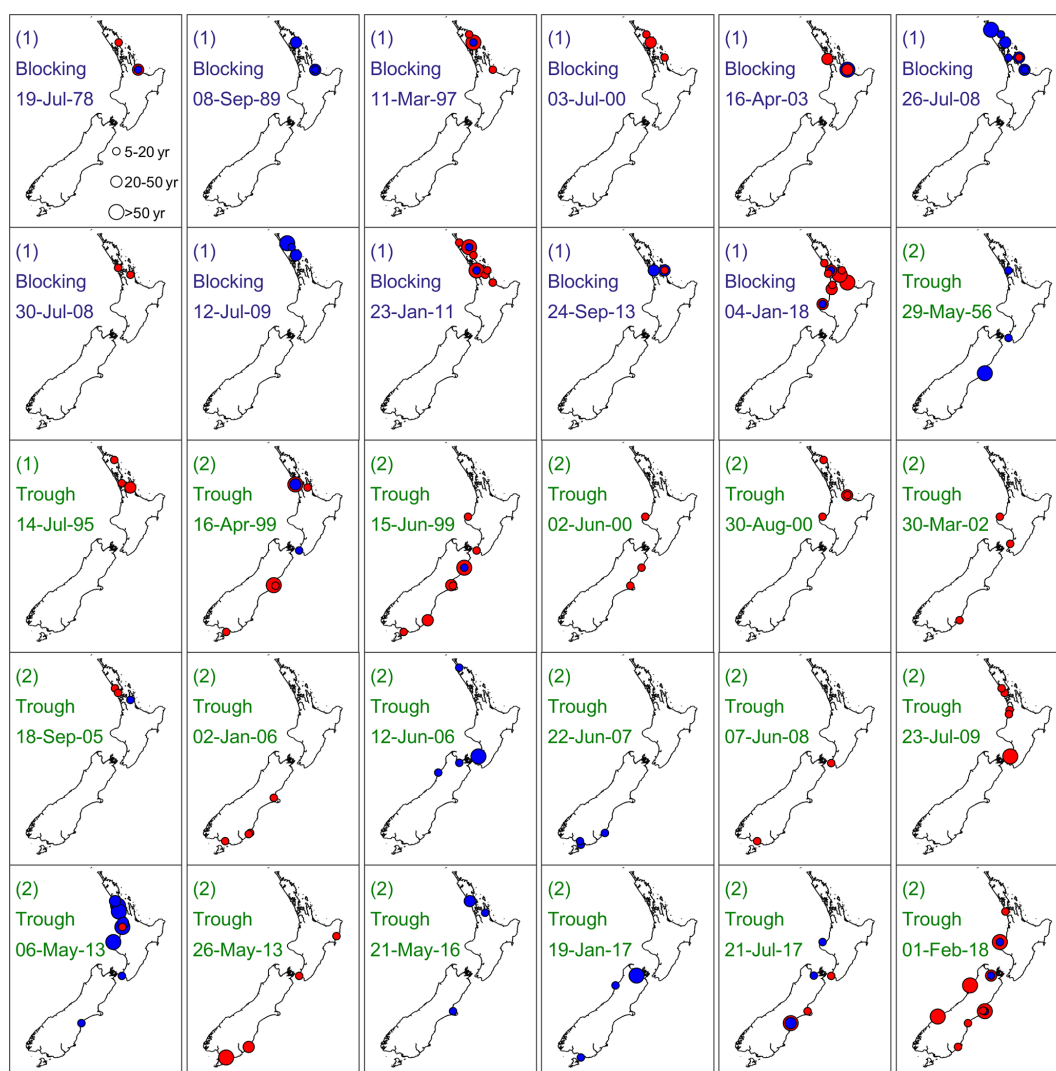 (1)
Blocking
19-Jul-78
5-20 yr
20-50 yr
>50 yr
(1)
Blocking
08-Sep-89
(1)
Blocking
11-Mar-97
(1)
Blocking
03-Jul-00
(1)
Blocking
16-Apr-03
(1)
Blocking
26-Jul-08
(1)
Blocking
30-Jul-08
(1)
Blocking
12-Jul-09
(1)
Blocking
23-Jan-11
(1)
Blocking
24-Sep-13
(1)
Blocking
04-Jan-18
(2)
Trough
29-May-56
(1)
Trough
14-Jul-95
(2)
Trough
16-Apr-99
(2)
Trough
15-Jun-99
(2)
Trough
02-Jun-00
(2)
Trough
30-Aug-00
(2)
Trough
30-Mar-02
(2)
Trough
18-Sep-05
(2)
Trough
02-Jan-06
(2)
Trough
12-Jun-06
(2)
Trough
22-Jun-07
(2)
Trough
07-Jun-08
(2)
Trough
23-Jul-09
(2)
Trough
06-May-13
(2)
Trough
26-May-13
(2)
Trough
21-May-16
(2)
Trough
19-Jan-17
(2)
Trough
21-Jul-17
(2)
Trough
01-Feb-18